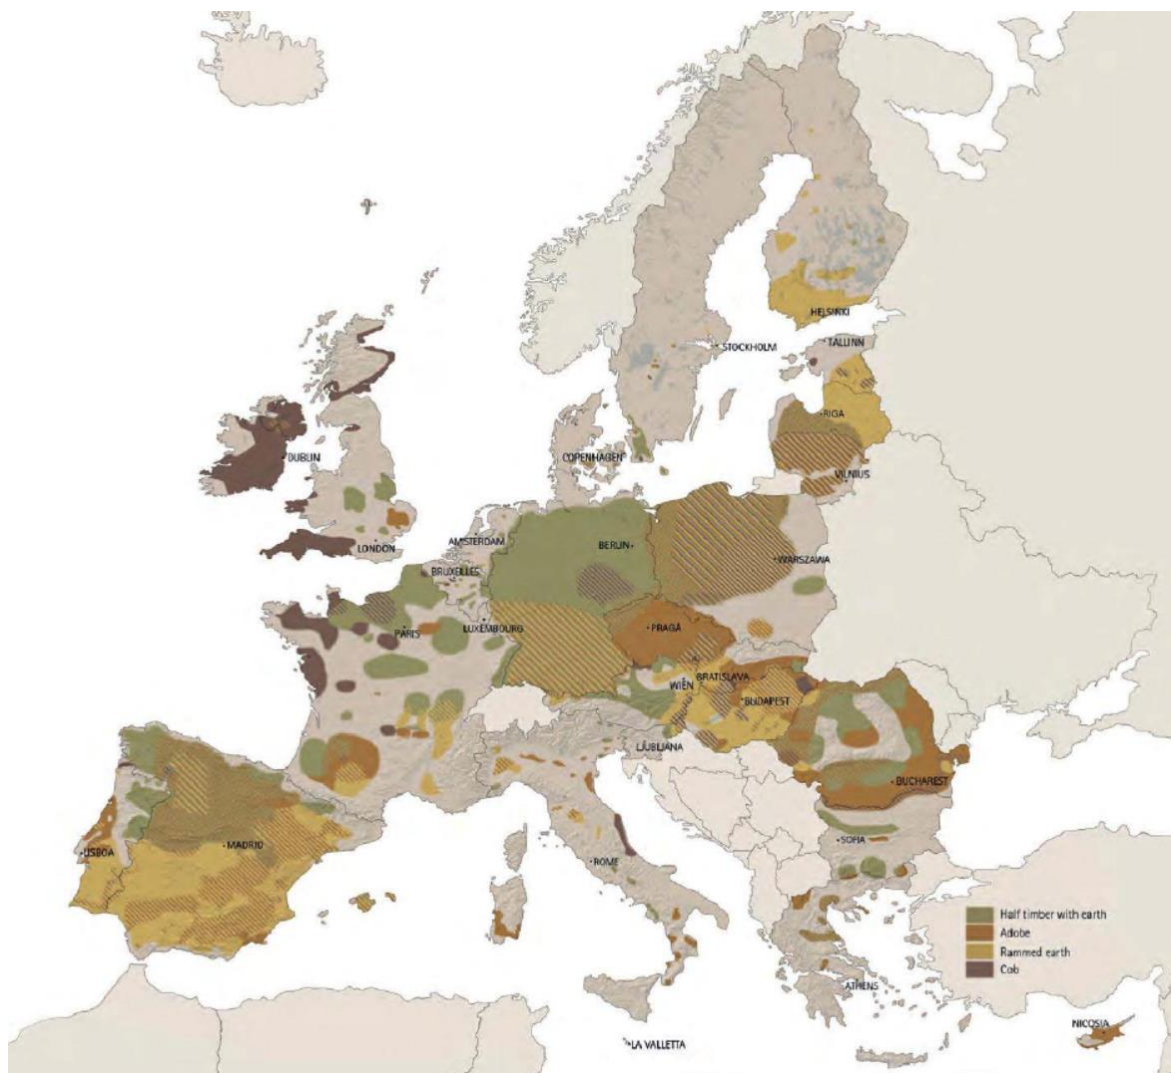 HELSINKI
STOCKHOLM
TALLINN
RIGA
DUBLIN
COPENHAGEN
VILNIUS
LONDON
AMSTERDAM
BERLIN
WARSZAWA
BRUXELLES
PARIS
LUXEMBOURG
PRAGA
WIEN
BRATISLAVA
BUDAPEST
LJUBLJANA
BUCHAREST
LISBOA
MADRID
SOFIA
ROME
Half timber with earth
Adobe
Rammed earth
Cob
ATHENS
NICOSIA
LA VALLETTA